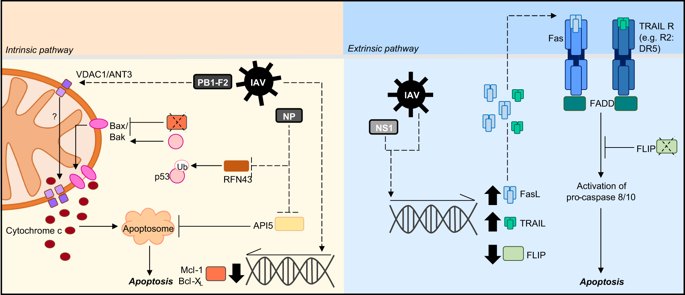 Intrinsic pathway
VDAC1/ANT3
PB1-F2
IAV
?
Bax/
Bak
NP
Ub
p53
RFN43
Cytochrome c
Apoptosome
API5
Mcl-1
Bcl-XL
Apoptosis
Extrinsic pathway
IAV
NS1
FasL
TRAIL
FLIP
Fas
TRAIL R
(e.g. R2:
DR5)
FADD
FLIP
Activation of
pro-caspase 8/10
Apoptosis